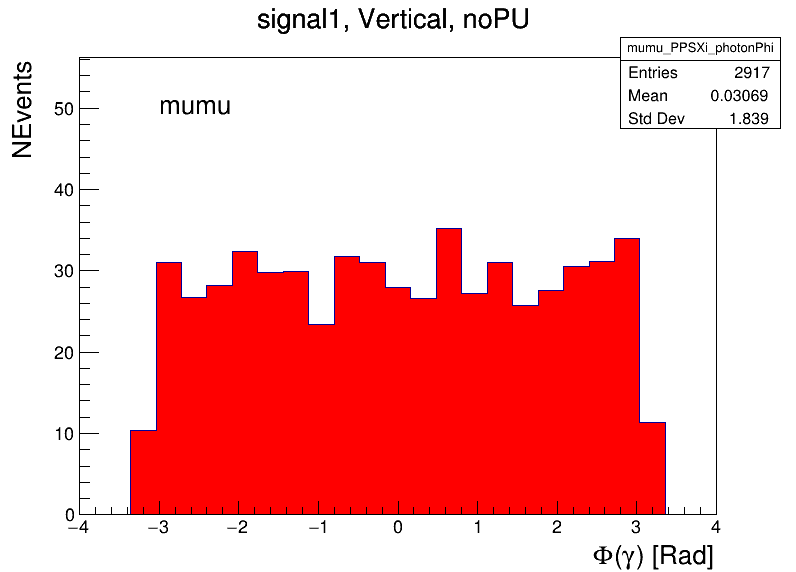 signal1, Vertical, noPU
mumu_PPSXi_photonPhi
Entries 2917
Mean 0.03069
Std Dev 1.839
NEvents
mumu
50
40
30
20
10
0
−4 −3 −2 −1 0 1 2 3 4
Φ(γ) [Rad]